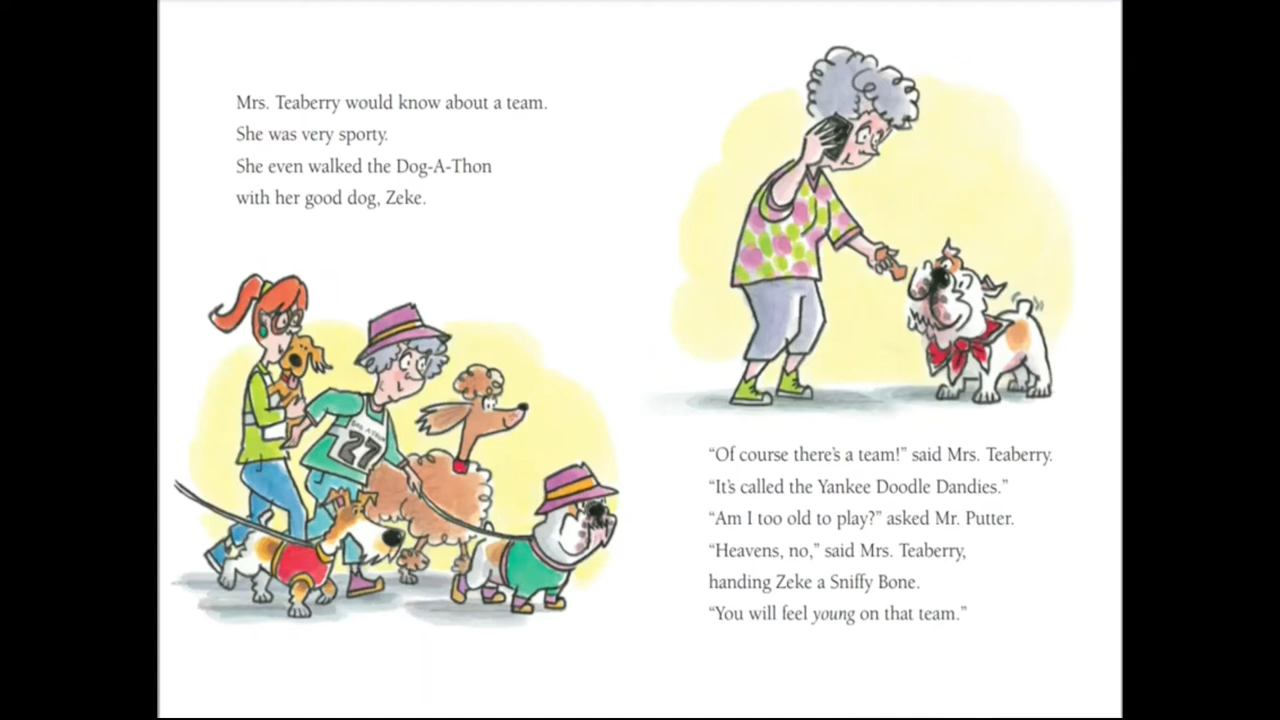 Mrs. Teaberry would know about a team.
She was very sporty.
She even walked the Dog-A-Thon
with her good dog, Zeke.
DOG-A-THON
27
“Of course there’s a team!” said Mrs. Teaberry.
“It’s called the Yankee Doodle Dandies.”
“Am I too old to play?” asked Mr. Putter.
“Heavens, no,” said Mrs. Teaberry,
handing Zeke a Sniffy Bone.
“You will feel young on that team.”